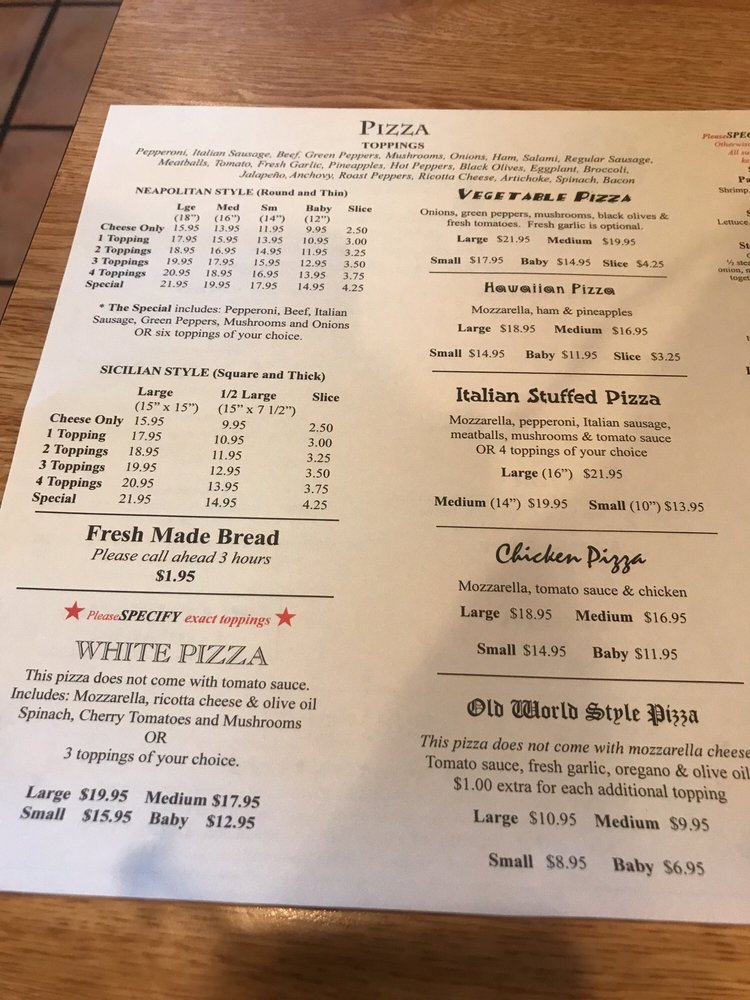 PIZZA
TOPPINGS
Pepperoni, Italian Sausage, Beef, Green Peppers, Mushrooms, Onions, Ham, Salami, Regular Sausage,
Meatballs, Tomato, Fresh Garlic, Pineapples, Hot Peppers, Black Olives, Eggplant, Broccoli,
Jalapeño, Anchovy, Roast Peppers, Ricotta Cheese, Artichoke, Spinach, Bacon
NEAPOLITAN STYLE (Round and Thin)
Lge Med Sm Baby Slice
(18") (16") (14") (12")
Cheese Only 15.95 13.95 11.95 9.95 2.50
1 Topping 17.95 15.95 13.95 10.95 3.00
2 Toppings 18.95 16.95 14.95 11.95 3.25
3 Toppings 19.95 17.95 15.95 12.95 3.50
4 Toppings 20.95 18.95 16.95 13.95 3.75
Special 21.95 19.95 17.95 14.95 4.25
* The Special includes: Pepperoni, Beef, Italian
Sausage, Green Peppers, Mushrooms and Onions
OR six toppings of your choice.
SICILIAN STYLE (Square and Thick)
Large 1/2 Large Slice
(15" x 15") (15" x 7 1/2")
Cheese Only 15.95 9.95 2.50
1 Topping 17.95 10.95 3.00
2 Toppings 18.95 11.95 3.25
3 Toppings 19.95 12.95 3.50
4 Toppings 20.95 13.95 3.75
Special 21.95 14.95 4.25
Fresh Made Bread
Please call ahead 3 hours
$1.95
Please SPECIFY exact toppings
WHITE PIZZA
This pizza does not come with tomato sauce.
Includes: Mozzarella, ricotta cheese & olive oil
Spinach, Cherry Tomatoes and Mushrooms
OR
3 toppings of your choice.
Large $19.95 Medium $17.95
Small $15.95 Baby $12.95
VEGETABLE PIZZA
Onions, green peppers, mushrooms, black olives &
fresh tomatoes. Fresh garlic is optional.
Large $21.95 Medium $19.95
Small $17.95 Baby $14.95 Slice $4.25
Hawaiian Pizza
Mozzarella, ham & pineapples
Large $18.95 Medium $16.95
Small $14.95 Baby $11.95 Slice $3.25
Italian Stuffed Pizza
Mozzarella, pepperoni, Italian sausage,
meatballs, mushrooms & tomato sauce
OR 4 toppings of your choice
Large (16") $21.95
Medium (14") $19.95 Small (10") $13.95
Chicken Pizza
Mozzarella, tomato sauce & chicken
Large $18.95 Medium $16.95
Small $14.95 Baby $11.95
Old World Style Pizza
This pizza does not come with mozzarella cheese
Tomato sauce, fresh garlic, oregano & olive oil
$1.00 extra for each additional topping
Large $10.95 Medium $9.95
Small $8.95 Baby $6.95
Please
Otherwise
Shrimp,
Lettuce,